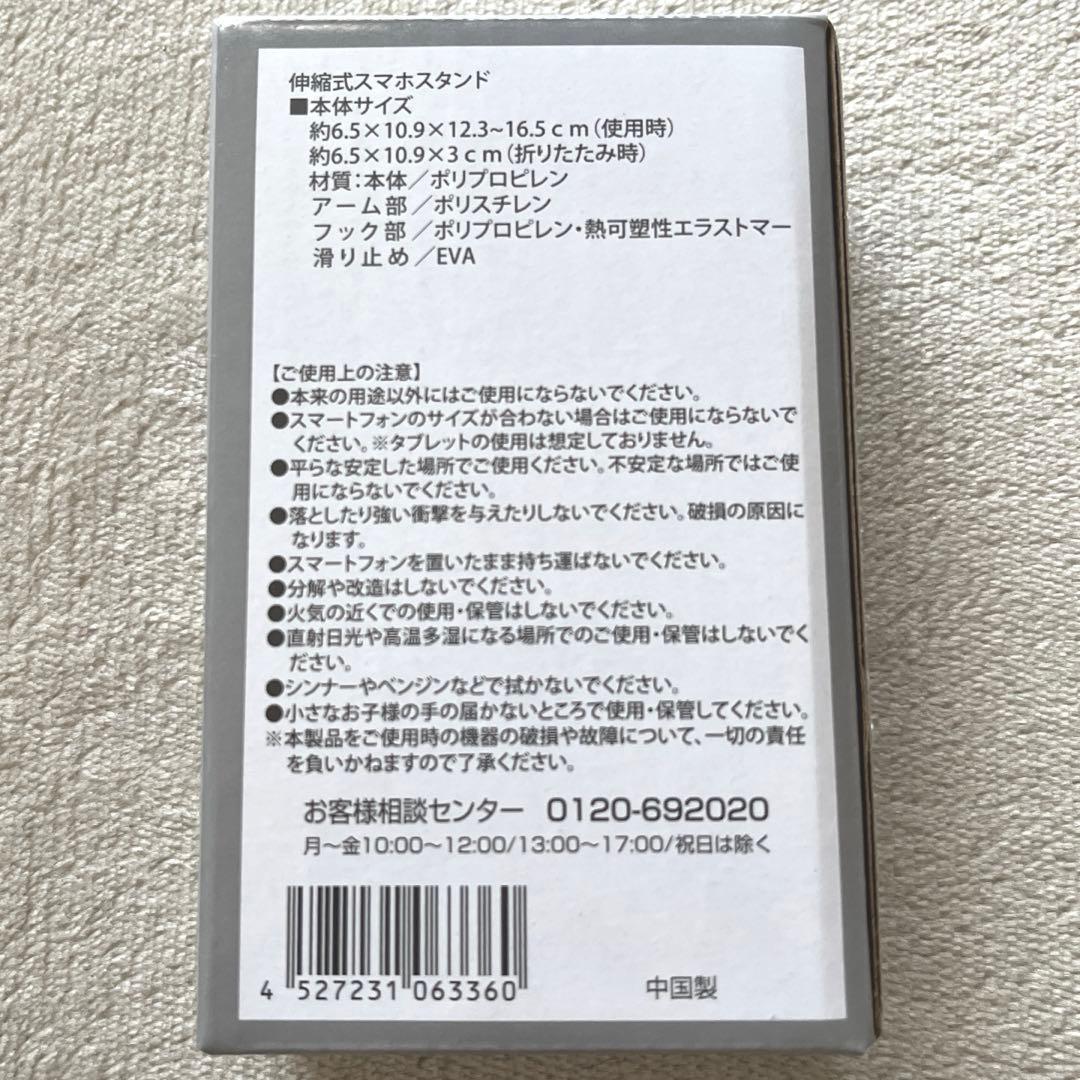 伸縮式スマホスタンド
■本体サイズ
約6.5×10.9×12.3~16.5cm(使用時)
約6.5×10.9×3cm(折りたたみ時)
材質:本体/ポリプロピレン
アーム部/ポリスチレン
フック部/ポリプロピレン・熱可塑性エラストマー
滑り止め/EVA
【ご使用上の注意】
●本来の用途以外にはご使用にならないでください。
●スマートフォンのサイズが合わない場合はご使用にならないで
ください。※タブレットの使用は想定しておりません。
●平らな安定した場所でご使用ください。不安定な場所ではご使
用にならないでください。
●落としたり強い衝撃を与えたりしないでください。破損の原因に
なります。
●スマートフォンを置いたまま持ち運ばないでください。
●分解や改造はしないでください。
●火気の近くでの使用・保管はしないでください。
●直射日光や高温多湿になる場所でのご使用・保管はしないでく
ださい。
●シンナーやベンジンなどで拭かないでください。
●小さなお子様の手の届かないところで使用・保管してください。
※本製品をご使用時の機器の破損や故障について、一切の責任
を負いかねますので了承ください。
お客様相談センター 0120-692020
月〜金10:00〜12:00/13:00〜17:00/祝日は除く
4 527231 063360
中国製